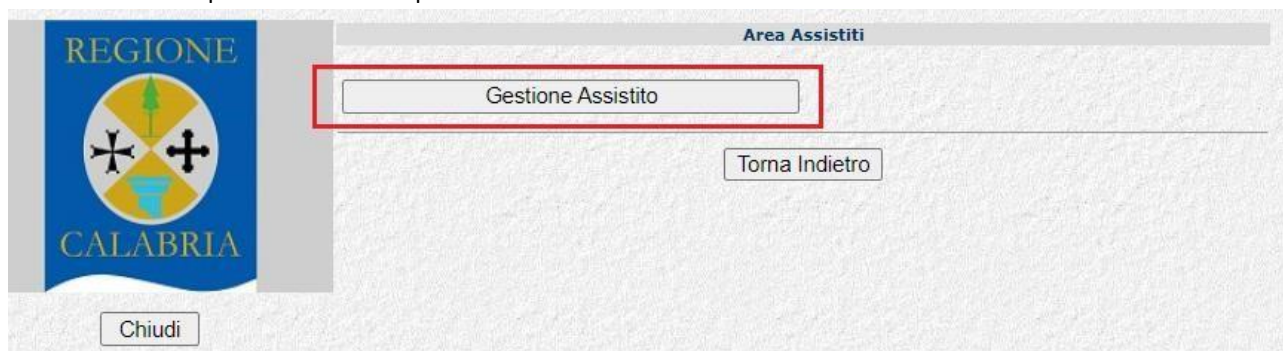 REGIONE
CALABRIA
Chiudi
Area Assistiti
Gestione Assistito
Torna Indietro